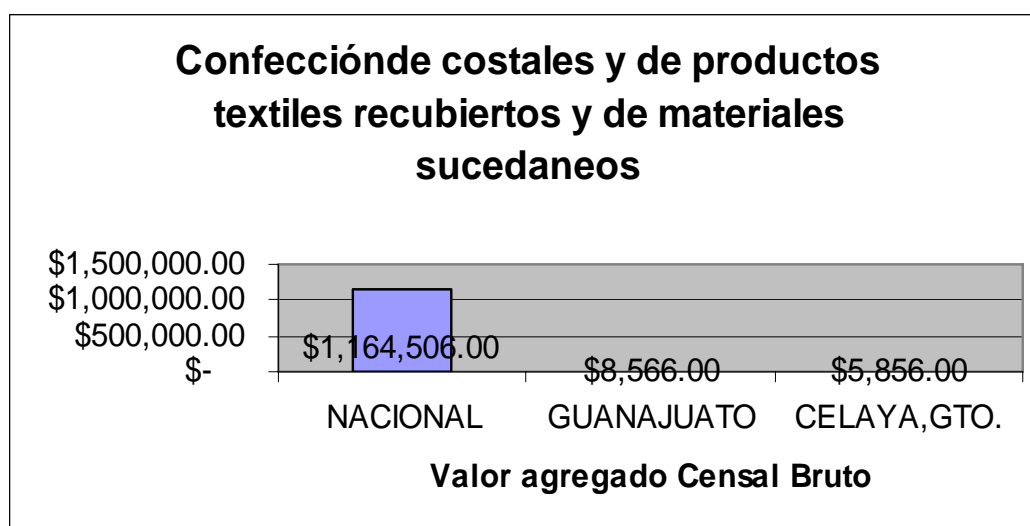 Confecciónde costales y de productos
textiles recubiertos y de materiales
sucedaneos
$1,500,000.00
$1,000,000.00
$500,000.00
$-
$1,164,506.00
$8,566.00
$5,856.00
NACIONAL
GUANAJUATO
CELAYA,GTO.
Valor agregado Censal Bruto